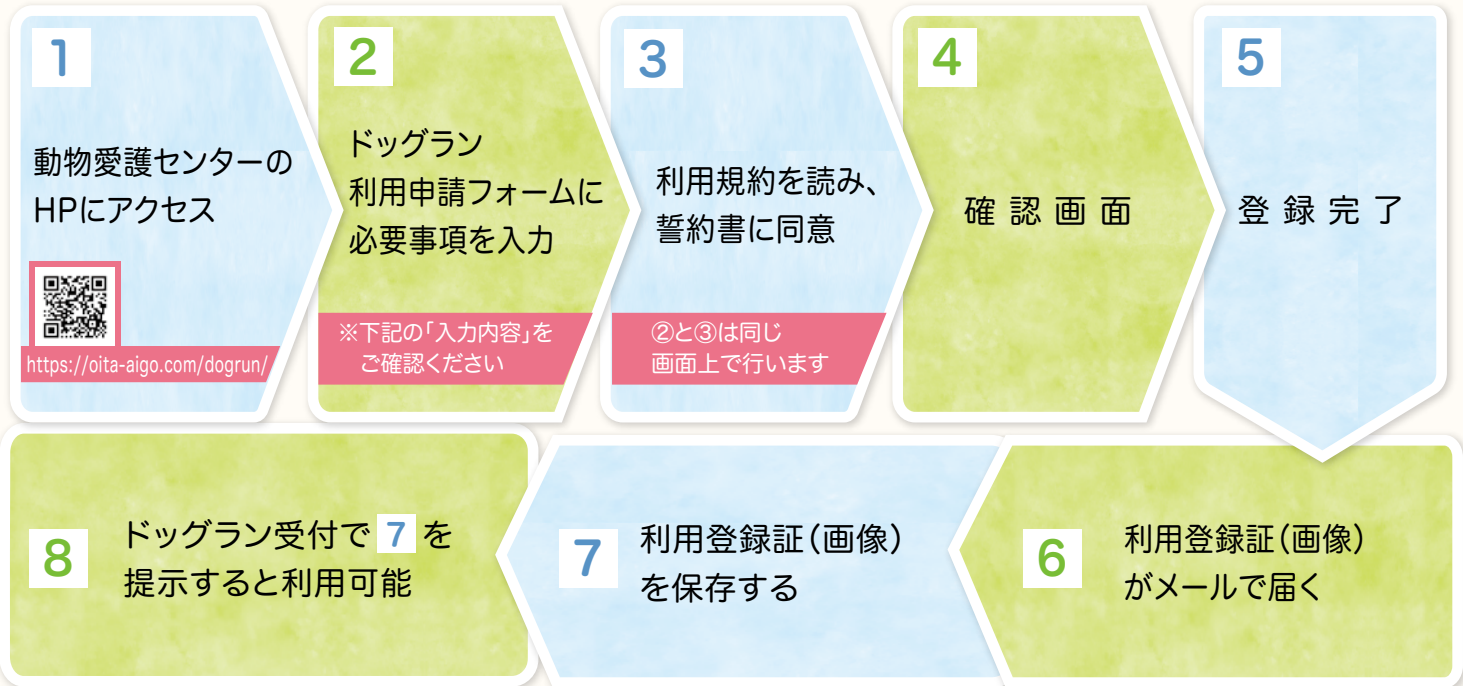 1
動物愛護センターの
HPにアクセス
https://oita-aigo.com/dogrun/
2
ドッグラン
利用申請フォームに
必要事項を入力
※下記の「入力内容」を
ご確認ください
3
利用規約を読み、
誓約書に同意
②と③は同じ
画面上で行います
4
確認画面
5
登録完了
6
利用登録証(画像)
がメールで届く
7
利用登録証(画像)
を保存する
8
ドッグラン受付で 7 を
提示すると利用可能